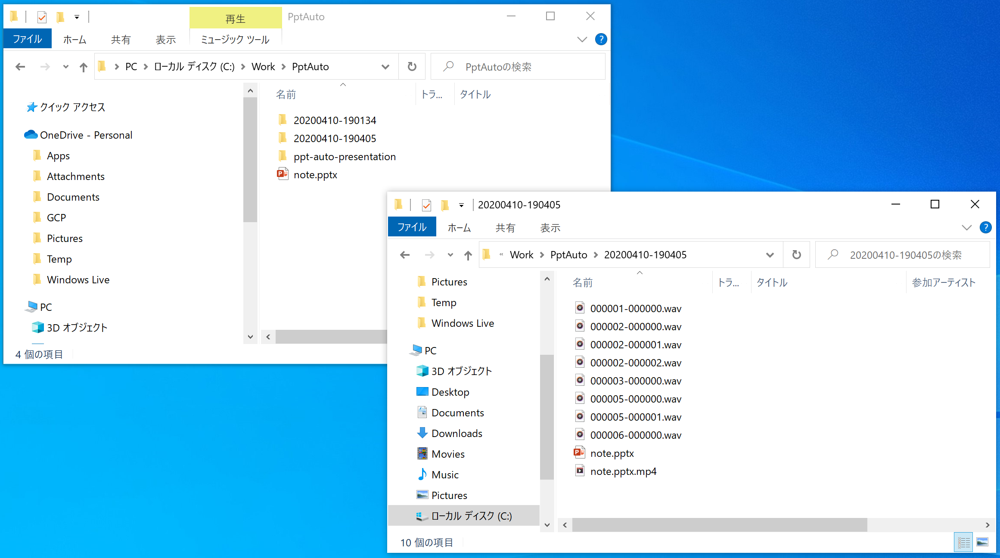 再生
PptAuto
ファイル ホーム 共有 表示 ミュージック ツール
PC ローカル ディスク (C:) Work PptAuto
PptAutoの検索
クイック アクセス
OneDrive - Personal
Apps
Attachments
Documents
GCP
Pictures
Temp
Windows Live
PC
3D オブジェクト
4 個の項目
名前 トラ... タイトル
20200410-190134
20200410-190405
ppt-auto-presentation
note.pptx
20200410-190405
ファイル ホーム 共有 表示
« Work PptAuto 20200410-190405
20200410-190405の検索
Pictures
Temp
Windows Live
PC
3D オブジェクト
Desktop
Documents
Downloads
Movies
Music
Pictures
ローカル ディスク (C:)
10 個の項目
名前 トラ... タイトル 参加アーティスト
000001-000000.wav
000002-000000.wav
000002-000001.wav
000002-000002.wav
000003-000000.wav
000005-000000.wav
000005-000001.wav
000006-000000.wav
note.pptx
note.pptx.mp4